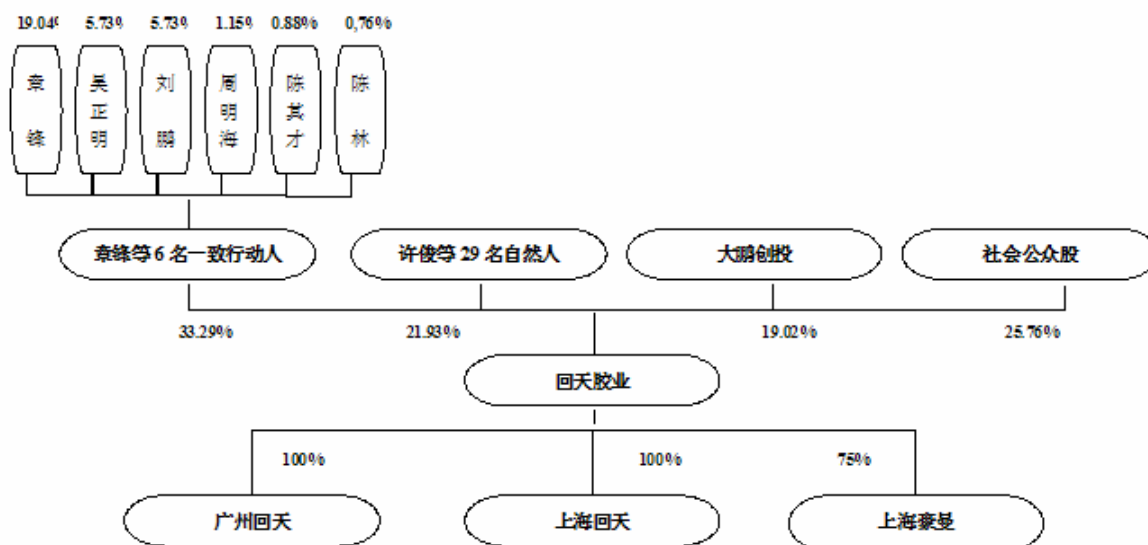 19.04% 5.73% 5.73% 1.15% 0.88% 0,76%
章锋 吴正明 刘鹏 周明海 陈其才 陈林
章锋等6名一致行动人 许俊等29名自然人 大鹏创投 社会公众股
33.29% 21.93% 19.02% 25.76%
回天胶业
100% 100% 75%
广州回天 上海回天 上海豪曼